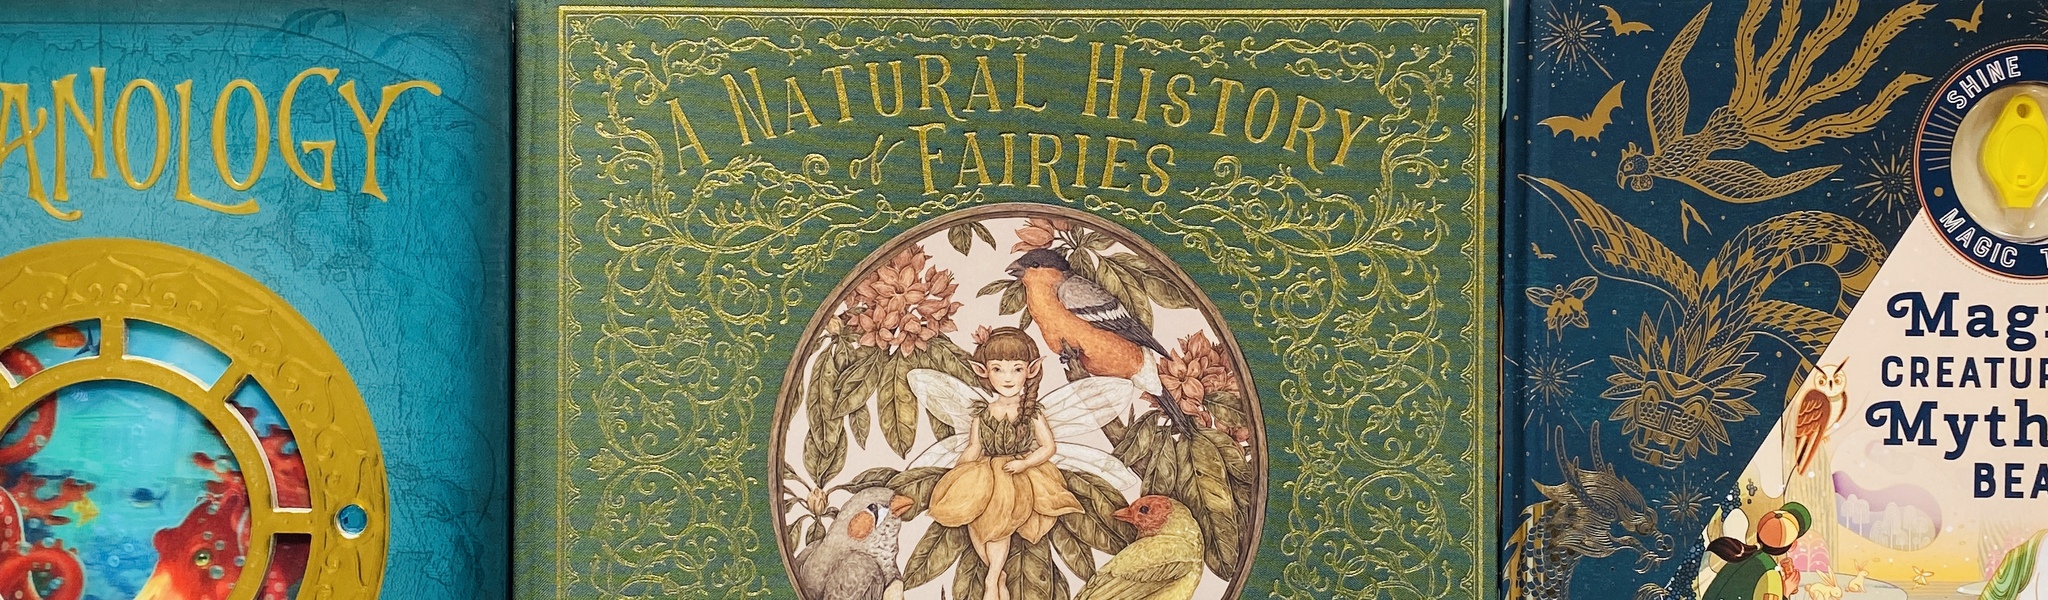 ANOLOGY
A NATURAL HISTORY
of FAIRIES
SHINE
MAGIC T
Magi
CREATUR
Myth
BEA